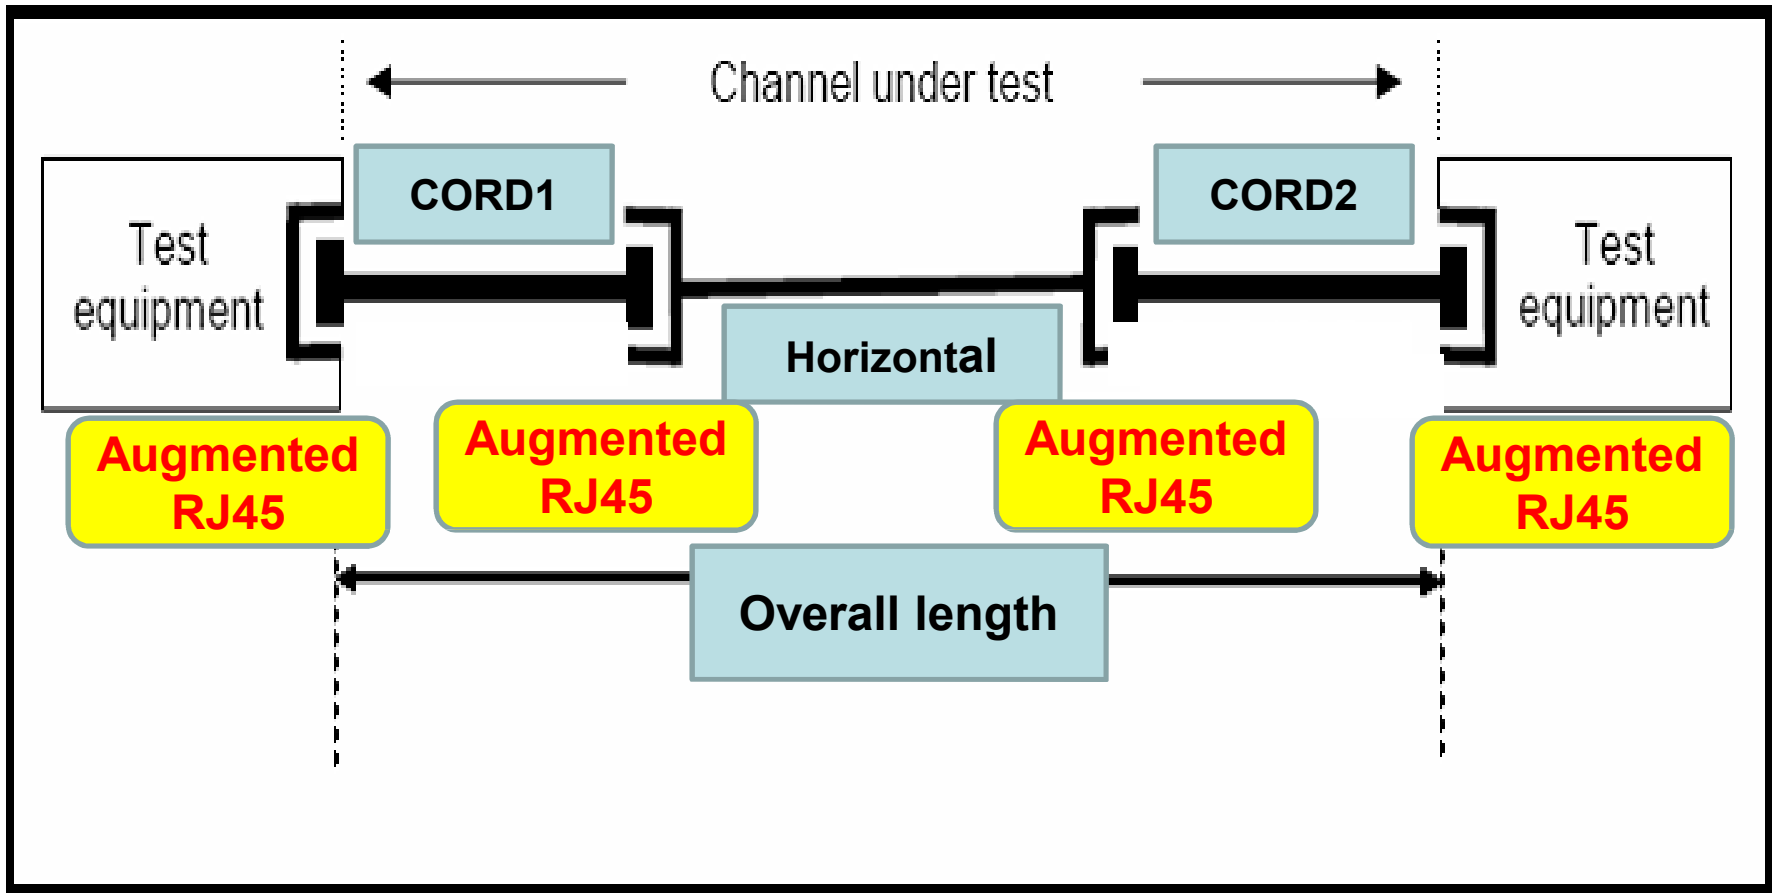 Channel under test
CORD1
CORD2
Test
equipment
Test
equipment
Horizontal
Augmented
RJ45
Augmented
RJ45
Augmented
RJ45
Augmented
RJ45
Overall length